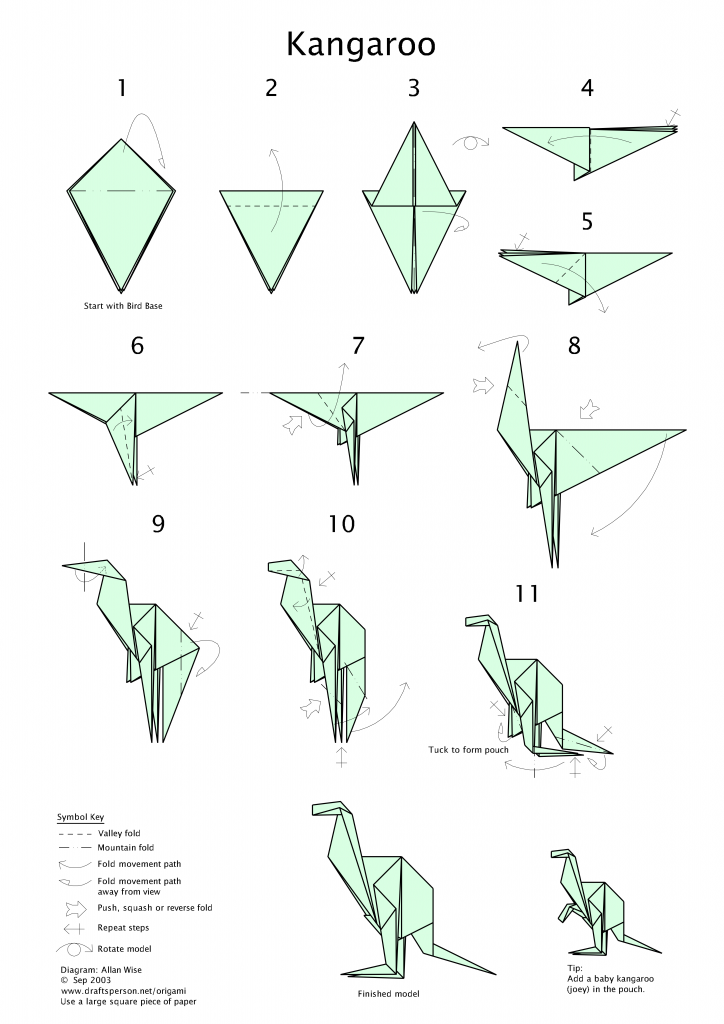 Kangaroo
1
2
3
4
Start with Bird Base
5
6
7
8
9
10
11
Tuck to form pouch
Symbol Key
Valley fold
Mountain fold
Fold movement path
Fold movement path
away from view
Push, squash or reverse fold
Repeat steps
Rotate model
Diagram: Allan Wise
© Sep 2003
www.draftsperson.net/origami
Use a large square piece of paper
Finished model
Tip:
Add a baby kangaroo
(joey) in the pouch.